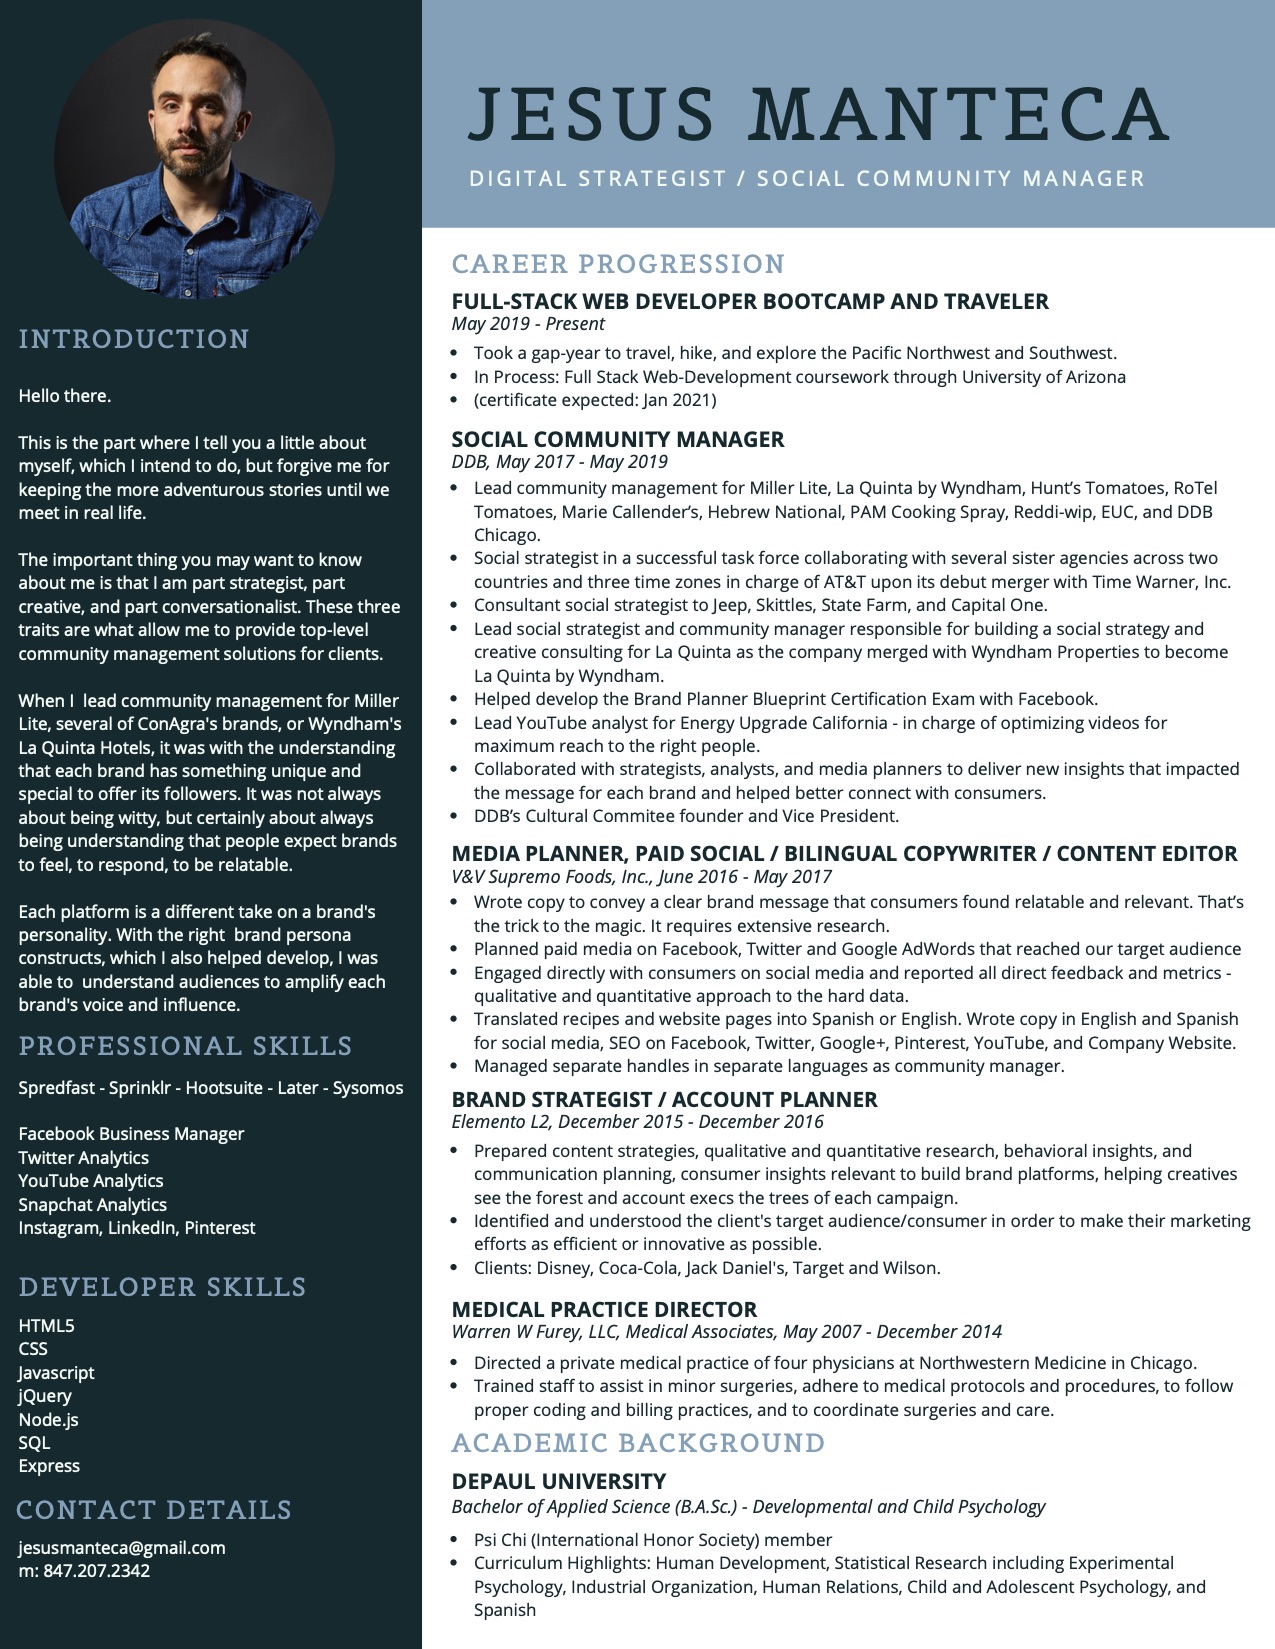 JESUS MANTECA
DIGITAL STRATEGIST / SOCIAL COMMUNITY MANAGER
INTRODUCTION
Hello there.
This is the part where I tell you a little about
myself, which I intend to do, but forgive me for
keeping the more adventurous stories until we
meet in real life.
The important thing you may want to know
about me is that I am part strategist, part
creative, and part conversationalist. These three
traits are what allow me to provide top-level
community management solutions for clients.
When I  lead community management for Miller
Lite, several of ConAgra's brands, or Wyndham's
La Quinta Hotels, it was with the understanding
that each brand has something unique and
special to offer its followers. It was not always
about being witty, but certainly about always
being understanding that people expect brands
to feel, to respond, to be relatable.
Each platform is a different take on a brand's
personality. With the right  brand persona
constructs, which I also helped develop, I was
able to  understand audiences to amplify each
brand's voice and influence.
PROFESSIONAL SKILLS
Spredfast - Sprinklr - Hootsuite - Later - Sysomos
Facebook Business Manager
Twitter Analytics
YouTube Analytics
Snapchat Analytics
Instagram, LinkedIn, Pinterest
DEVELOPER SKILLS
HTML5
CSS
Javascript
jQuery
Node.js
SQL
Express
CONTACT DETAILS
jesusmanteca@gmail.com
m: 847.207.2342
CAREER PROGRESSION
FULL-STACK WEB DEVELOPER BOOTCAMP AND TRAVELER
May 2019 - Present
• Took a gap-year to travel, hike, and explore the Pacific Northwest and Southwest.
• In Process: Full Stack Web-Development coursework through University of Arizona
• (certificate expected: Jan 2021)
SOCIAL COMMUNITY MANAGER
DDB, May 2017 - May 2019
• Lead community management for Miller Lite, La Quinta by Wyndham, Hunt’s Tomatoes, RoTel
Tomatoes, Marie Callender’s, Hebrew National, PAM Cooking Spray, Reddi-wip, EUC, and DDB
Chicago.
• Social strategist in a successful task force collaborating with several sister agencies across two
countries and three time zones in charge of AT&T upon its debut merger with Time Warner, Inc.
• Consultant social strategist to Jeep, Skittles, State Farm, and Capital One.
• Lead social strategist and community manager responsible for building a social strategy and
creative consulting for La Quinta as the company merged with Wyndham Properties to become
La Quinta by Wyndham.
• Helped develop the Brand Planner Blueprint Certification Exam with Facebook.
• Lead YouTube analyst for Energy Upgrade California - in charge of optimizing videos for
maximum reach to the right people.
• Collaborated with strategists, analysts, and media planners to deliver new insights that impacted
the message for each brand and helped better connect with consumers.
• DDB’s Cultural Commitee founder and Vice President.
MEDIA PLANNER, PAID SOCIAL / BILINGUAL COPYWRITER / CONTENT EDITOR
V&V Supremo Foods, Inc., June 2016 - May 2017
• Wrote copy to convey a clear brand message that consumers found relatable and relevant. That’s
the trick to the magic. It requires extensive research.
• Planned paid media on Facebook, Twitter and Google AdWords that reached our target audience
• Engaged directly with consumers on social media and reported all direct feedback and metrics -
qualitative and quantitative approach to the hard data.
• Translated recipes and website pages into Spanish or English. Wrote copy in English and Spanish
for social media, SEO on Facebook, Twitter, Google+, Pinterest, YouTube, and Company Website.
• Managed separate handles in separate languages as community manager.
BRAND STRATEGIST / ACCOUNT PLANNER
Elemento L2, December 2015 - December 2016
• Prepared content strategies, qualitative and quantitative research, behavioral insights, and
communication planning, consumer insights relevant to build brand platforms, helping creatives
see the forest and account execs the trees of each campaign.
• Identified and understood the client's target audience/consumer in order to make their marketing
efforts as efficient or innovative as possible.
• Clients: Disney, Coca-Cola, Jack Daniel's, Target and Wilson.
MEDICAL PRACTICE DIRECTOR
Warren W Furey, LLC, Medical Associates, May 2007 - December 2014
• Directed a private medical practice of four physicians at Northwestern Medicine in Chicago.
• Trained staff to assist in minor surgeries, adhere to medical protocols and procedures, to follow
proper coding and billing practices, and to coordinate surgeries and care.
ACADEMIC BACKGROUND
DEPAUL UNIVERSITY
Bachelor of Applied Science (B.A.Sc.) - Developmental and Child Psychology
• Psi Chi (International Honor Society) member
• Curriculum Highlights: Human Development, Statistical Research including Experimental
Psychology, Industrial Organization, Human Relations, Child and Adolescent Psychology, and
Spanish